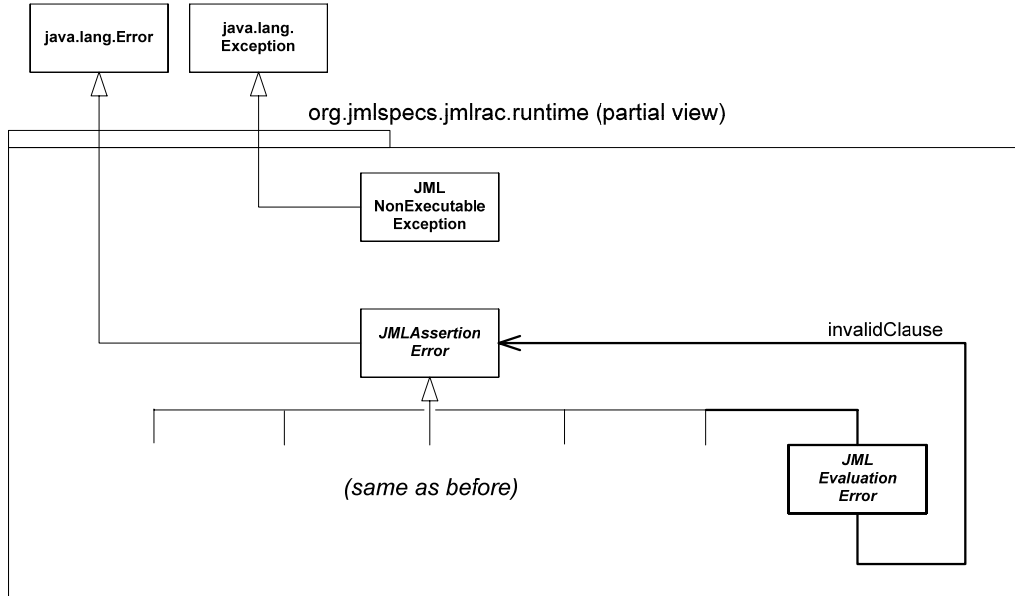 java.lang.Error
java.lang.
Exception
org.jmlspecs.jmlrac.runtime (partial view)
JML
NonExecutable
Exception
JMLAssertion
Error
invalidClause
JML
Evaluation
Error
(same as before)